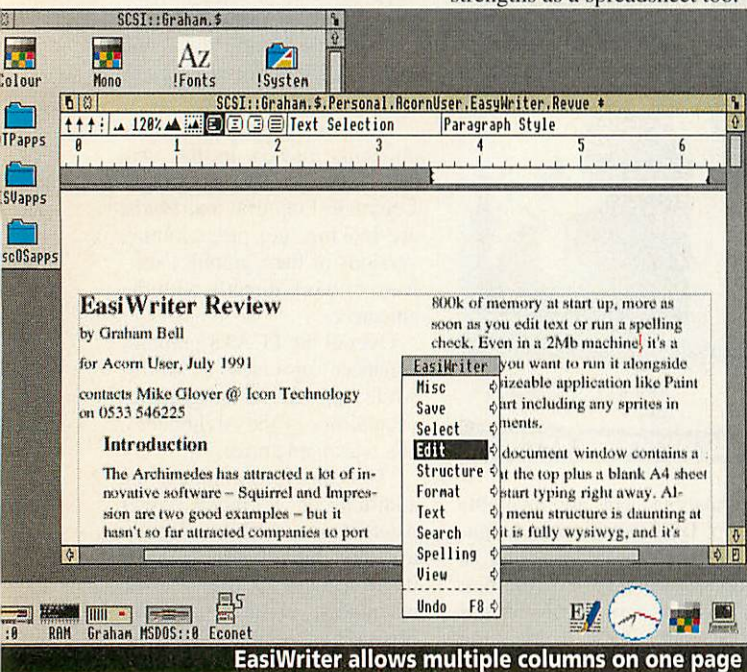 strengths as a spreadsheet tool.
SCSI::Graham.$
Colour
Mono
!Fonts
!System
SCSI::Graham.$.Personal.AcornUser.EasyWriter.Revue *
120%
Text Selection
Paragraph Style
0 1 2 3 4 5 6
EasiWriter Review
by Graham Bell
for Acorn User, July 1991
contacts Mike Glover @ Icon Technology
on 0533 546225
Introduction
The Archimedes has attracted a lot of in-
novative software – Squirrel and Impres-
sion are two good examples – but it
hasn't so far attracted companies to port
800k of memory at start up, more as
soon as you edit text or run a spelling
check. Even in a 2Mb machine, it's a
you want to run it alongside
sizeable application like Paint
art including any sprites in
ments.
document window contains a
at the top plus a blank A4 sheet
start typing right away. Al-
menu structure is daunting at
it is fully wysiwyg, and it's
EasiWriter
Misc
Save
Select
Edit
Structure
Format
Text
Search
Spelling
View
Undo F8
:0
RAM
Graham
MSDOS::0
Econet
EasiWriter allows multiple columns on one page